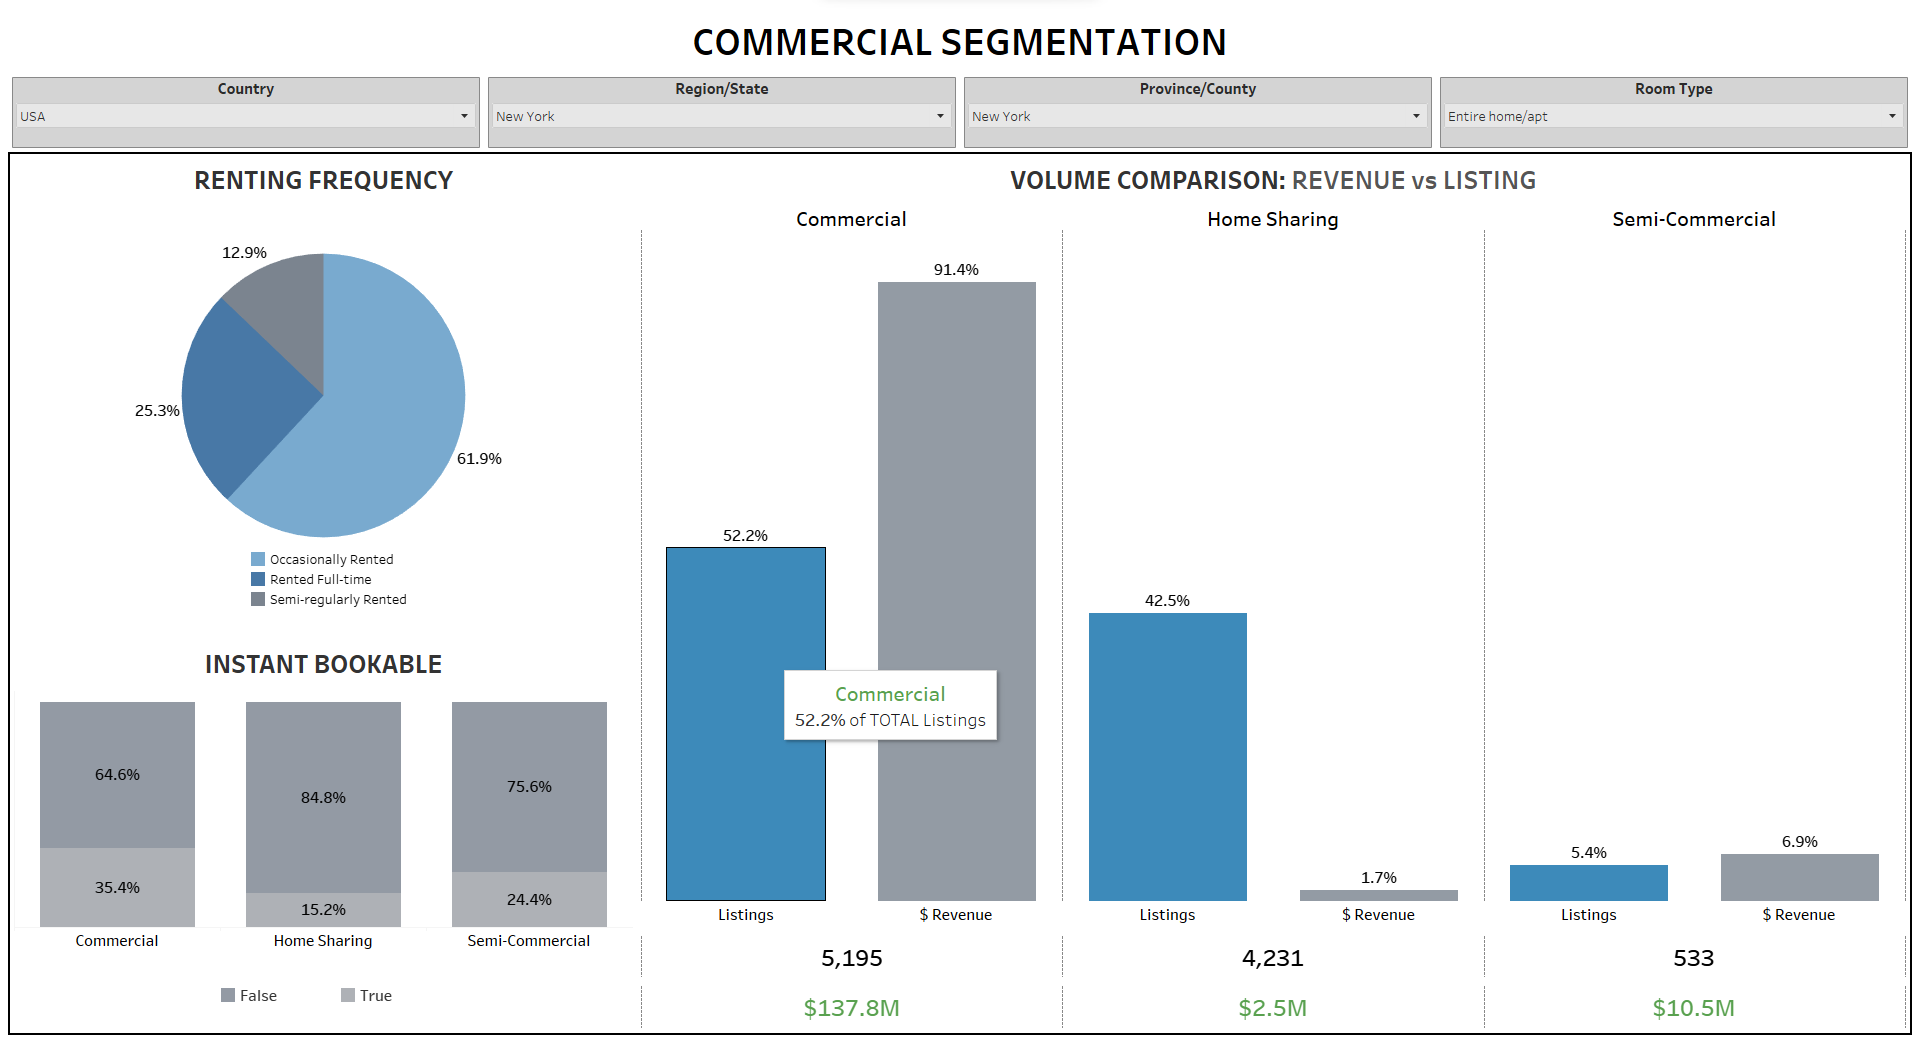 COMMERCIAL SEGMENTATION
Country
USA
Region/State
New York
Province/County
New York
Room Type
Entire home/apt
RENTING FREQUENCY
12.9%
25.3%
61.9%
Occasionally Rented
Rented Full-time
Semi-regularly Rented
INSTANT BOOKABLE
64.6%
84.8%
75.6%
35.4%
15.2%
24.4%
Commercial
Home Sharing
Semi-Commercial
False
True
VOLUME COMPARISON: REVENUE vs LISTING
Commercial
Home Sharing
Semi-Commercial
91.4%
52.2%
Commercial
52.2% of TOTAL Listings
42.5%
1.7%
5.4%
6.9%
Listings
$ Revenue
Listings
$ Revenue
Listings
$ Revenue
5,195
4,231
533
$137.8M
$2.5M
$10.5M